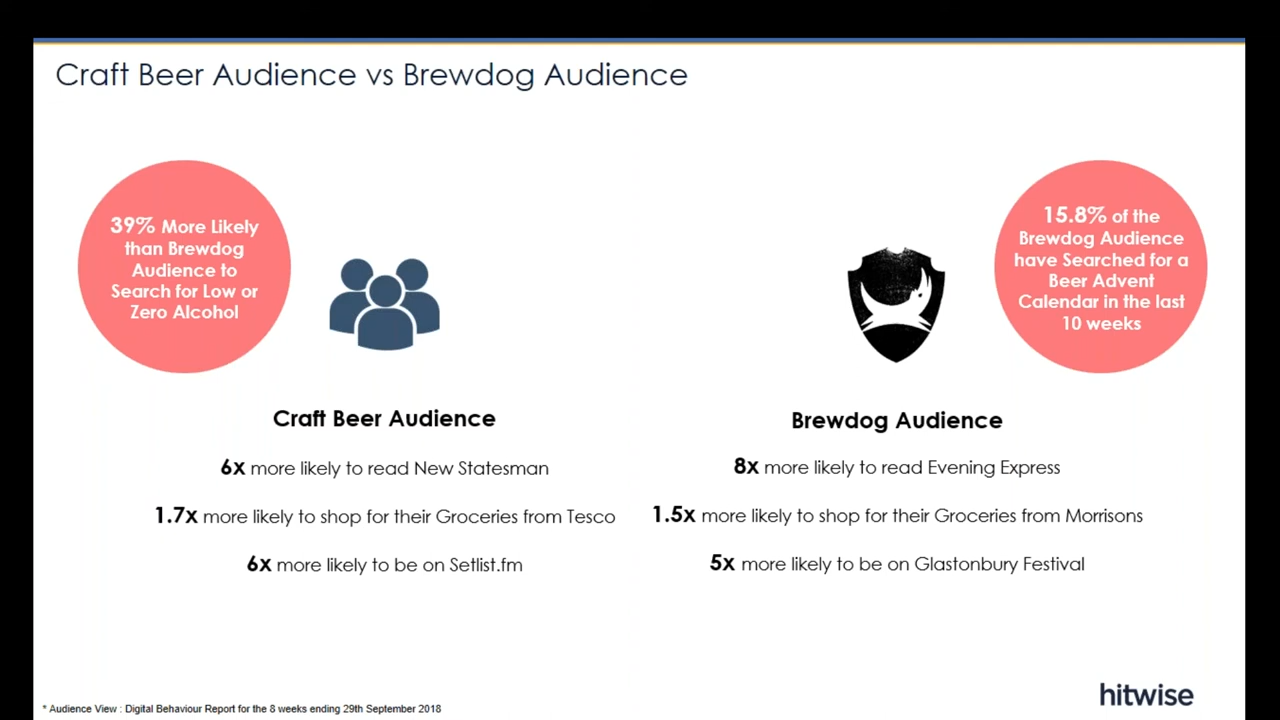 Craft Beer Audience vs Brewdog Audience
39% More Likely
than Brewdog
Audience to
Search for Low or
Zero Alcohol
15.8% of the
Brewdog Audience
have Searched for a
Beer Advent
Calendar in the last
10 weeks
Craft Beer Audience
6x more likely to read New Statesman
1.7x more likely to shop for their Groceries from Tesco
6x more likely to be on Setlist.fm
Brewdog Audience
8x more likely to read Evening Express
1.5x more likely to shop for their Groceries from Morrisons
5x more likely to be on Glastonbury Festival
* Audience View : Digital Behaviour Report for the 8 weeks ending 29th September 2018
hitwise